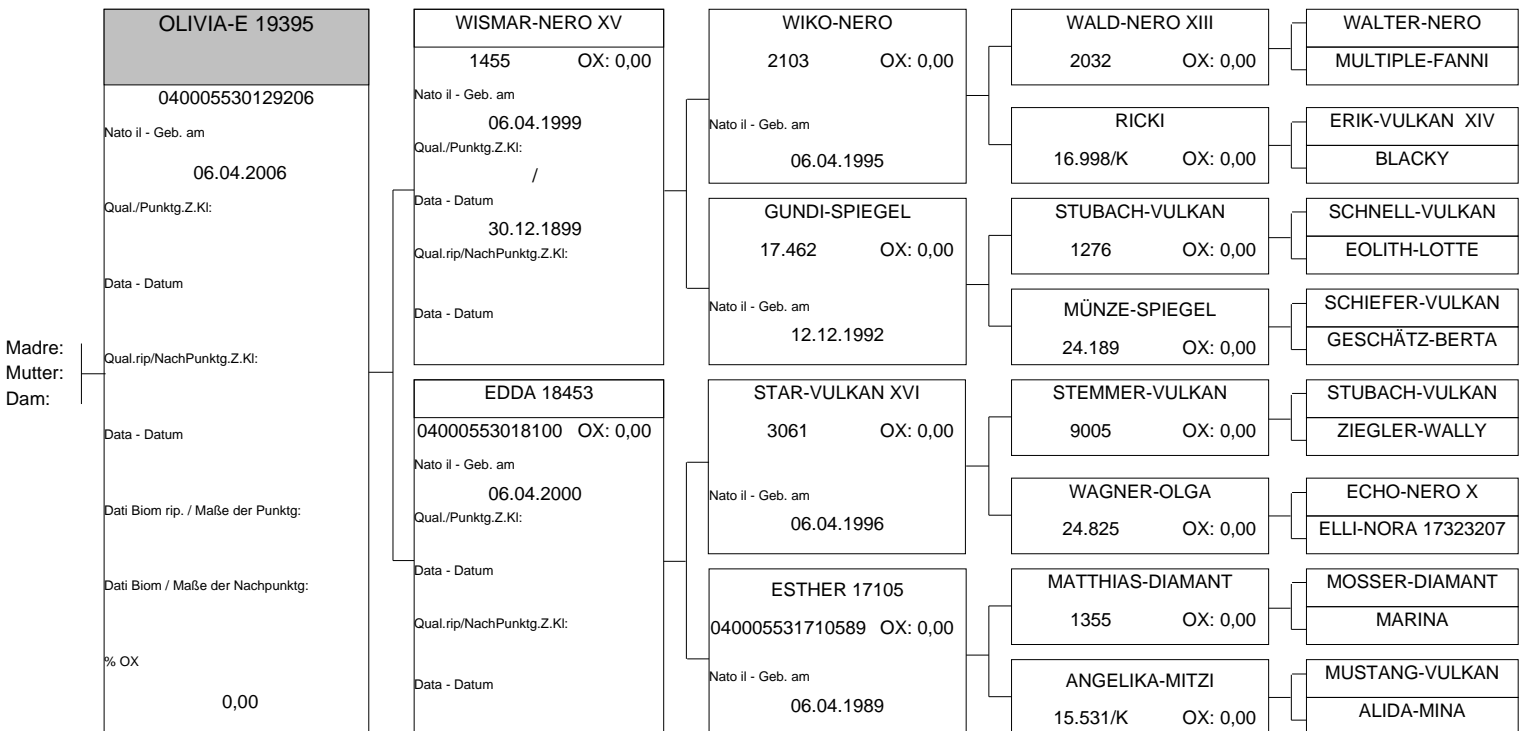 Madre:
Mutter:
Dam:
OLIVIA-E 19395
040005530129206
Nato il - Geb. am
06.04.2006
Qual./Punktg.Z.Kl:
Data - Datum
Qual.rip/NachPunktg.Z.Kl:
Data - Datum
Dati Biom rip. / Maße der Punktg:
Dati Biom / Maße der Nachpunktg:
% OX
0,00
WISMAR-NERO XV
1455 OX: 0,00
Nato il - Geb. am
06.04.1999
Qual./Punktg.Z.Kl:
/
Data - Datum
30.12.1899
Qual.rip/NachPunktg.Z.Kl:
Data - Datum
EDDA 18453
04000553018100 OX: 0,00
Nato il - Geb. am
06.04.2000
Qual./Punktg.Z.Kl:
Data - Datum
Qual.rip/NachPunktg.Z.Kl:
Data - Datum
WIKO-NERO
2103 OX: 0,00
Nato il - Geb. am
06.04.1995
GUNDI-SPIEGEL
17.462 OX: 0,00
Nato il - Geb. am
12.12.1992
STAR-VULKAN XVI
3061 OX: 0,00
Nato il - Geb. am
06.04.1996
ESTHER 17105
040005531710589 OX: 0,00
Nato il - Geb. am
06.04.1989
WALD-NERO XIII
2032 OX: 0,00
RICKI
16.998/K OX: 0,00
STUBACH-VULKAN
1276 OX: 0,00
MÜNZE-SPIEGEL
24.189 OX: 0,00
STEMMER-VULKAN
9005 OX: 0,00
WAGNER-OLGA
24.825 OX: 0,00
MATTHIAS-DIAMANT
1355 OX: 0,00
ANGELIKA-MITZI
15.531/K OX: 0,00
WALTER-NERO
MULTIPLE-FANNI
ERIK-VULKAN XIV
BLACKY
SCHNELL-VULKAN
EOLITH-LOTTE
SCHIEFER-VULKAN
GESCHÄTZ-BERTA
STUBACH-VULKAN
ZIEGLER-WALLY
ECHO-NERO X
ELLI-NORA 17323207
MOSSER-DIAMANT
MARINA
MUSTANG-VULKAN
ALIDA-MINA